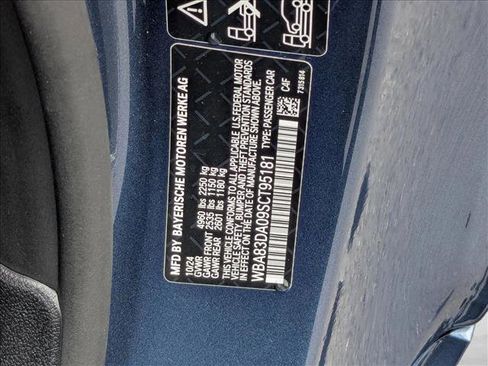 MFD BY BAYERISCHE MOTOREN WERKE AG
10/24
GVWR 4960 lbs 2250 kg
GAWR FRONT 2535 lbs 1150 kg
GAWR REAR 2601 lbs 1180 kg
THIS VEHICLE CONFORMS TO ALL APPLICABLE U.S. FEDERAL MOTOR
VEHICLE SAFETY, BUMPER AND THEFT PREVENTION STANDARDS
IN EFFECT ON THE DATE OF MANUFACTURE SHOWN ABOVE.
WBA83DA09SCT95181 TYPE: PASSENGER CAR
C4F
7315814